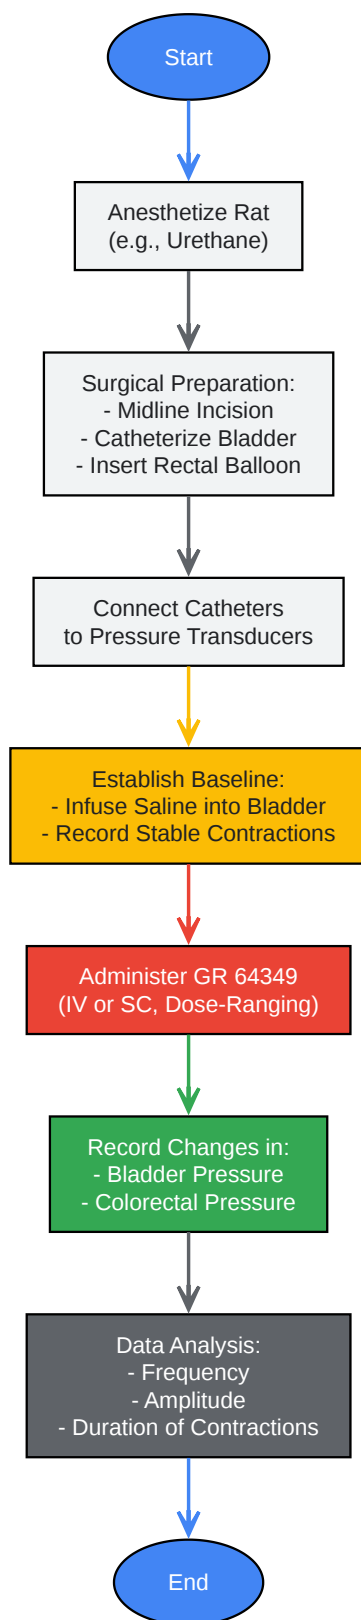 Start
Anesthetize Rat
(e.g., Urethane)
Surgical Preparation:
- Midline Incision
- Catheterize Bladder
- Insert Rectal Balloon
Connect Catheters
to Pressure Transducers
Establish Baseline:
- Infuse Saline into Bladder
- Record Stable Contractions
Administer GR 64349
(IV or SC, Dose-Ranging)
Record Changes in:
- Bladder Pressure
- Colorectal Pressure
Data Analysis:
- Frequency
- Amplitude
- Duration of Contractions
End